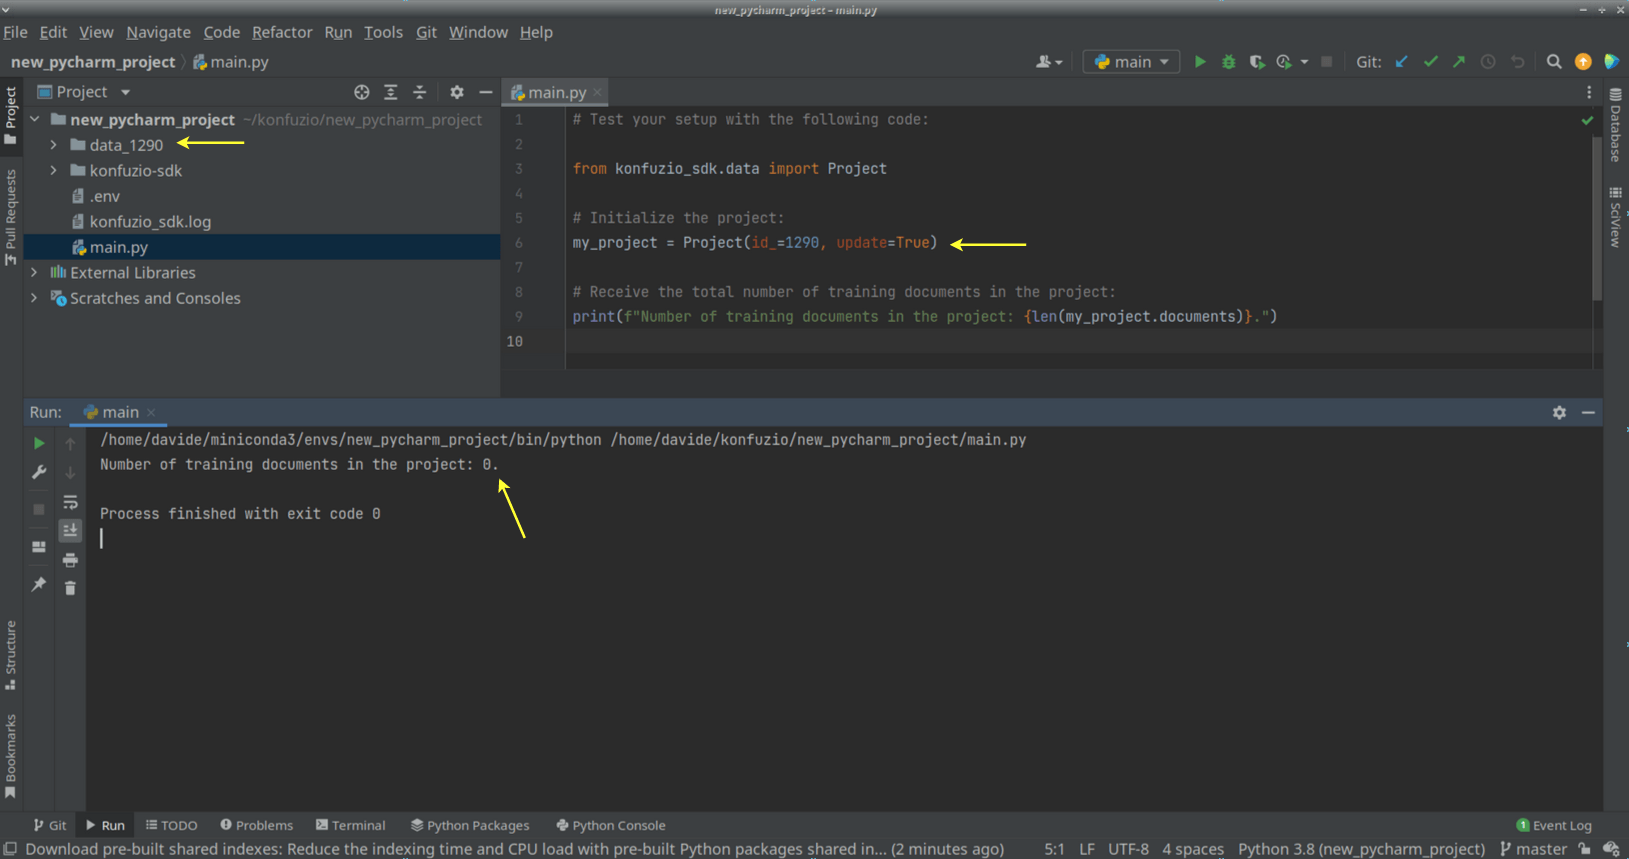 new_pycharm_project – main.py
File Edit View Navigate Code Refactor Run Tools Git Window Help
new_pycharm_project main.py
main
Git:
Project
main.py
new_pycharm_project ~/konfuzio/new_pycharm_project
data_1290
konfuzio-sdk
.env
konfuzio_sdk.log
main.py
External Libraries
Scratches and Consoles
1 # Test your setup with the following code:
2
3 from konfuzio_sdk.data import Project
4
5 # Initialize the project:
6 my_project = Project(id_=1290, update=True)
7
8 # Receive the total number of training documents in the project:
9 print(f"Number of training documents in the project: {len(my_project.documents)}.")
10
Project
Pull Requests
Structure
Bookmarks
Database
SciView
Run: main
/home/davide/miniconda3/envs/new_pycharm_project/bin/python /home/davide/konfuzio/new_pycharm_project/main.py
Number of training documents in the project: 0.
Process finished with exit code 0
Git Run TODO Problems Terminal Python Packages Python Console 1 Event Log
Download pre-built shared indexes: Reduce the indexing time and CPU load with pre-built Python packages shared in... (2 minutes ago) 5:1 LF UTF-8 4 spaces Python 3.8 (new_pycharm_project) master